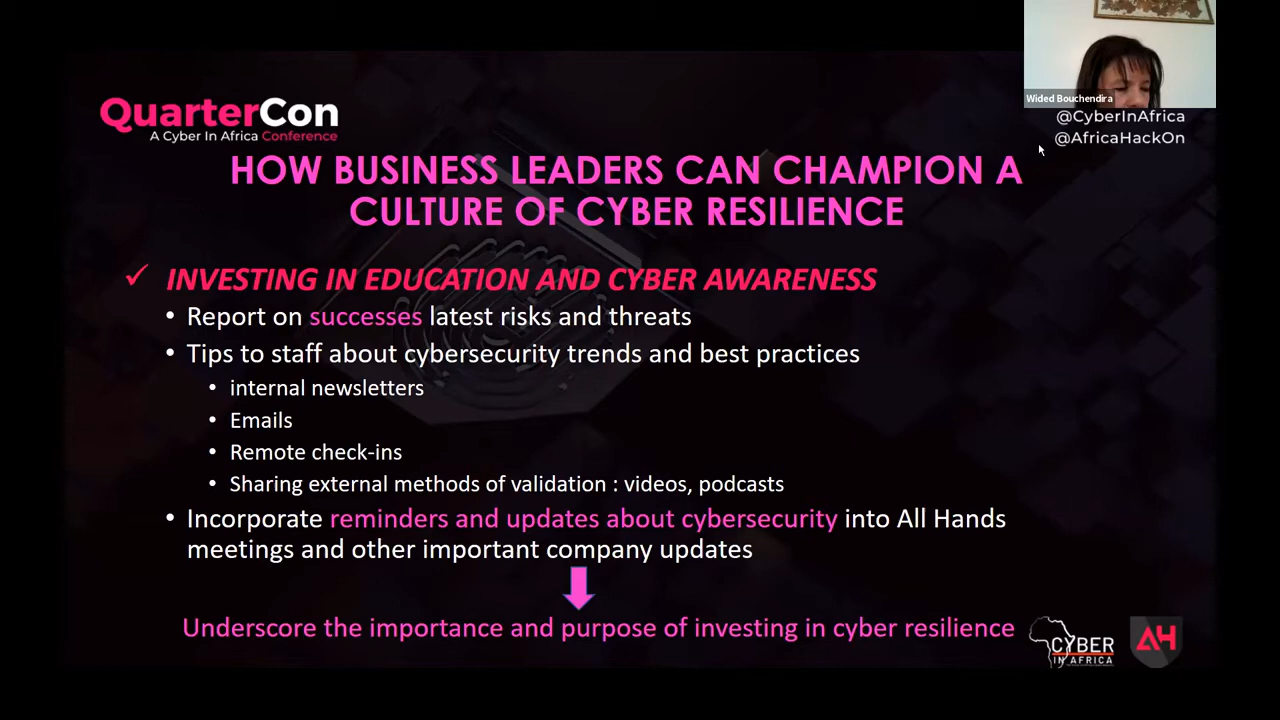 QuarterCon
A Cyber In Africa Conference
Wided Bouchendira
@CyberInAfrica
@AfricaHackOn
HOW BUSINESS LEADERS CAN CHAMPION A
CULTURE OF CYBER RESILIENCE
✓ INVESTING IN EDUCATION AND CYBER AWARENESS
• Report on successes latest risks and threats
• Tips to staff about cybersecurity trends and best practices
• internal newsletters
• Emails
• Remote check-ins
• Sharing external methods of validation : videos, podcasts
• Incorporate reminders and updates about cybersecurity into All Hands
meetings and other important company updates
Underscore the importance and purpose of investing in cyber resilience
CYBER
IN AFRICA
AH